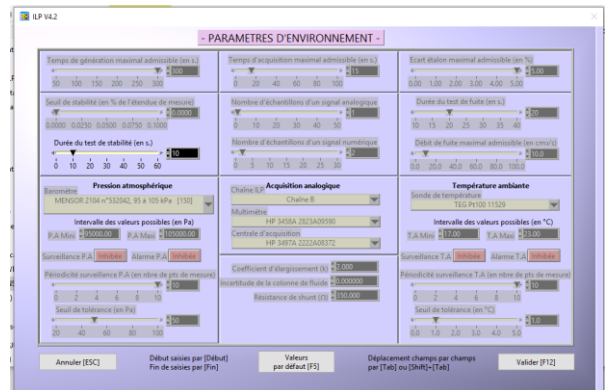 ILP V4.2
- PARAMETRES D'ENVIRONNEMENT -
Temps de génération maximal admissible (en s.)
300
50 100 150 200 250 300
Temps d'acquisition maximal admissible (en s.)
15
0 20 40 60 80 100
Ecart étalon maximal admissible (en %)
5.00
0.00 1.00 2.00 3.00 4.00 5.00
Seuil de stabilité (en % de l'étendue de mesure)
0.0000
0.0000 0.0250 0.0500 0.0750 0.1000
Nombre d'échantillons d'un signal analogique
1
0 10 20 30 40 50
Durée du test de fuite (en s.)
20
10 15 20 25 30 35 40
Durée du test de stabilité (en s.)
10
0 10 20 30 40 50 60
Nombre d'échantillons d'un signal numérique
2
0 5 10 15 20 25 30
Débit de fuite maximal admissible (en cmu/s)
10.0
0.0 20.0 40.0 60.0 80.0 100.0
Pression atmosphérique
Baromètre
MENSOR 2104 n°532042, 95 à 105 kPa [150]
Intervalle des valeurs possibles (en Pa)
P.A Mini 95000.00 P.A Maxi 105000.00
Surveillance P.A Inhibée Alarme P.A Inhibée
Périodicité surveillance P.A (en nbre de pts de mesure)
10
0 2 4 6 8 10
Seuil de tolérance (en Pa)
50
20 40 60 80 100
Acquisition analogique
Chaîne ILP
Chaîne B
Multimètre
HP 3458A 2823A09590
Centrale d'acquisition
HP 3497A 2222A08372
Coefficient d'élargissement (k) 2.000
Incertitude de la colonne de fluide 0.000000
Résistance de shunt (Ω) 350.000
Température ambiante
Sonde de température
TEG Pt100 11529
Intervalle des valeurs possibles (en °C)
T.A Mini 17.00 T.A Maxi 23.00
Surveillance T.A Inhibée Alarme T.A Inhibée
Périodicité surveillance T.A (en nbre de pts de mesure)
10
0 2 4 6 8 10
Seuil de tolérance (en °C)
1.0
0.0 1.0 2.0 3.0 4.0 5.0
Annuler [ESC]
Début saisies par [Début]
Fin de saisies par [Fin]
Valeurs
par défaut [F5]
Déplacement champs par champs
par [Tab] ou [Shift]+[Tab]
Valider [F12]